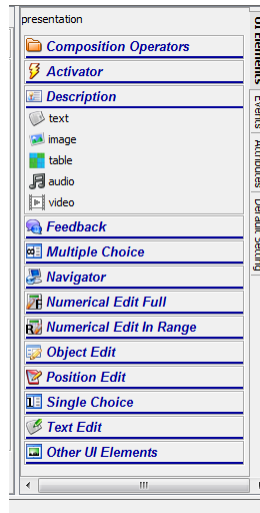 presentation
Composition Operators
Activator
Description
text
image
table
audio
video
Feedback
Multiple Choice
Navigator
Numerical Edit Full
Numerical Edit In Range
Object Edit
Position Edit
Single Choice
Text Edit
Other UI Elements
UI Elements
Events
Attributes
Default Setting